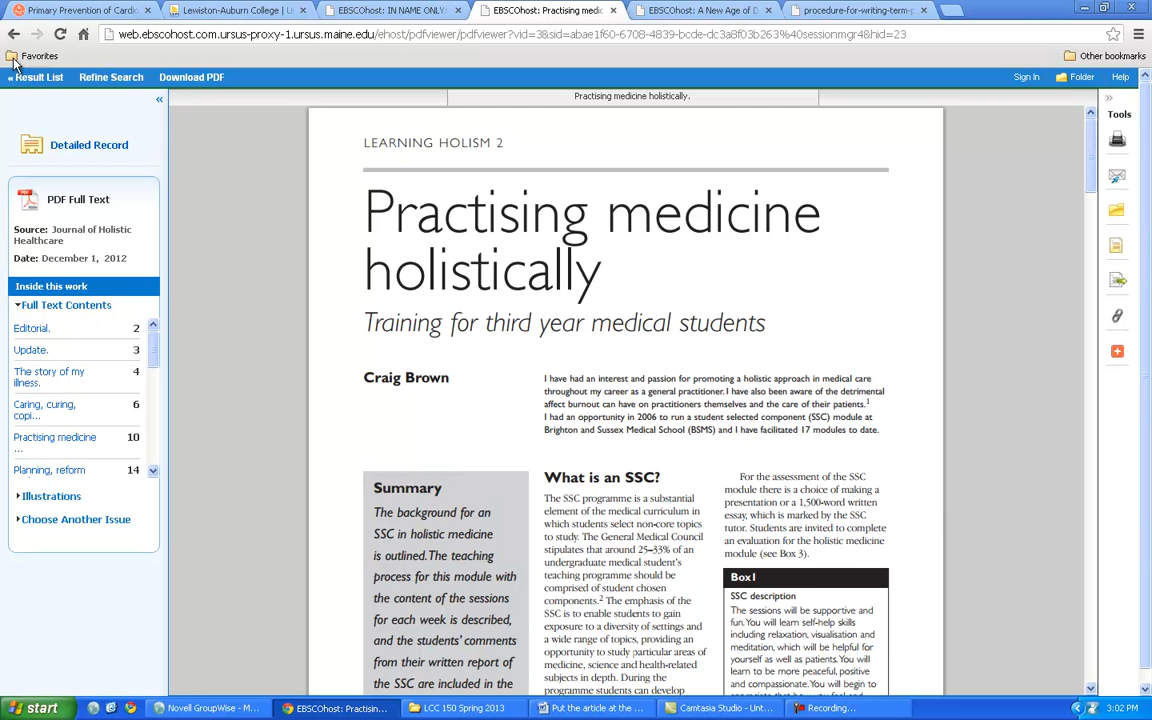 Primary Prevention of Cardio
Lewiston-Auburn College | U
EBSCOhost: IN NAME ONLY:
EBSCOhost: Practising medic
EBSCOhost: A New Age of D
procedure-for-writing-term-p
web.ebscohost.com.ursus-proxy-1.ursus.maine.edu/ehost/pdfviewer/pdfviewer?vid=3&sid=abae1f60-6708-4839-bcde-dc3a8f03b263%40sessionmgr4&hid=23
Favorites
Other bookmarks
« Result List
Refine Search
Download PDF
Sign In
Folder
Help
Practising medicine holistically.
Tools
Detailed Record
PDF Full Text
Source: Journal of Holistic
Healthcare
Date: December 1, 2012
Inside this work
Full Text Contents
Editorial. 2
Update. 3
The story of my
illness. 4
Caring, curing,
copi... 6
Practising medicine
... 10
Planning, reform 14
Illustrations
Choose Another Issue
LEARNING HOLISM 2
Practising medicine
holistically
Training for third year medical students
Craig Brown
I have had an interest and passion for promoting a holistic approach in medical care
throughout my career as a general practitioner. I have also been aware of the detrimental
affect burnout can have on practitioners themselves and the care of their patients.1
I had an opportunity in 2006 to run a student selected component (SSC) module at
Brighton and Sussex Medical School (BSMS) and I have facilitated 17 modules to date.
Summary
The background for an
SSC in holistic medicine
is outlined. The teaching
process for this module with
the content of the sessions
for each week is described,
and the students' comments
from their written report of
the SSC are included in the
What is an SSC?
The SSC programme is a substantial
element of the medical curriculum in
which students select non-core topics
to study. The General Medical Council
stipulates that around 25–33% of an
undergraduate medical student's
teaching programme should be
comprised of student chosen
components.2 The emphasis of the
SSC is to enable students to gain
exposure to a diversity of settings and
a wide range of topics, providing an
opportunity to study particular areas of
medicine, science and health-related
subjects in depth. During the
programme students can develop
For the assessment of the SSC
module there is a choice of making a
presentation or a 1,500-word written
essay, which is marked by the SSC
tutor. Students are invited to complete
an evaluation for the holistic medicine
module (see Box 3).
Box1
SSC description
The sessions will be supportive and
fun. You will learn self-help skills
including relaxation, visualisation and
meditation, which will be helpful for
yourself as well as patients. You will
learn to be more peaceful, positive
and compassionate. You will begin to
start
Novell GroupWise - M...
EBSCOhost: Practisin...
LCC 150 Spring 2013
Put the article at the ...
Camtasia Studio - Unt...
Recording...
3:02 PM